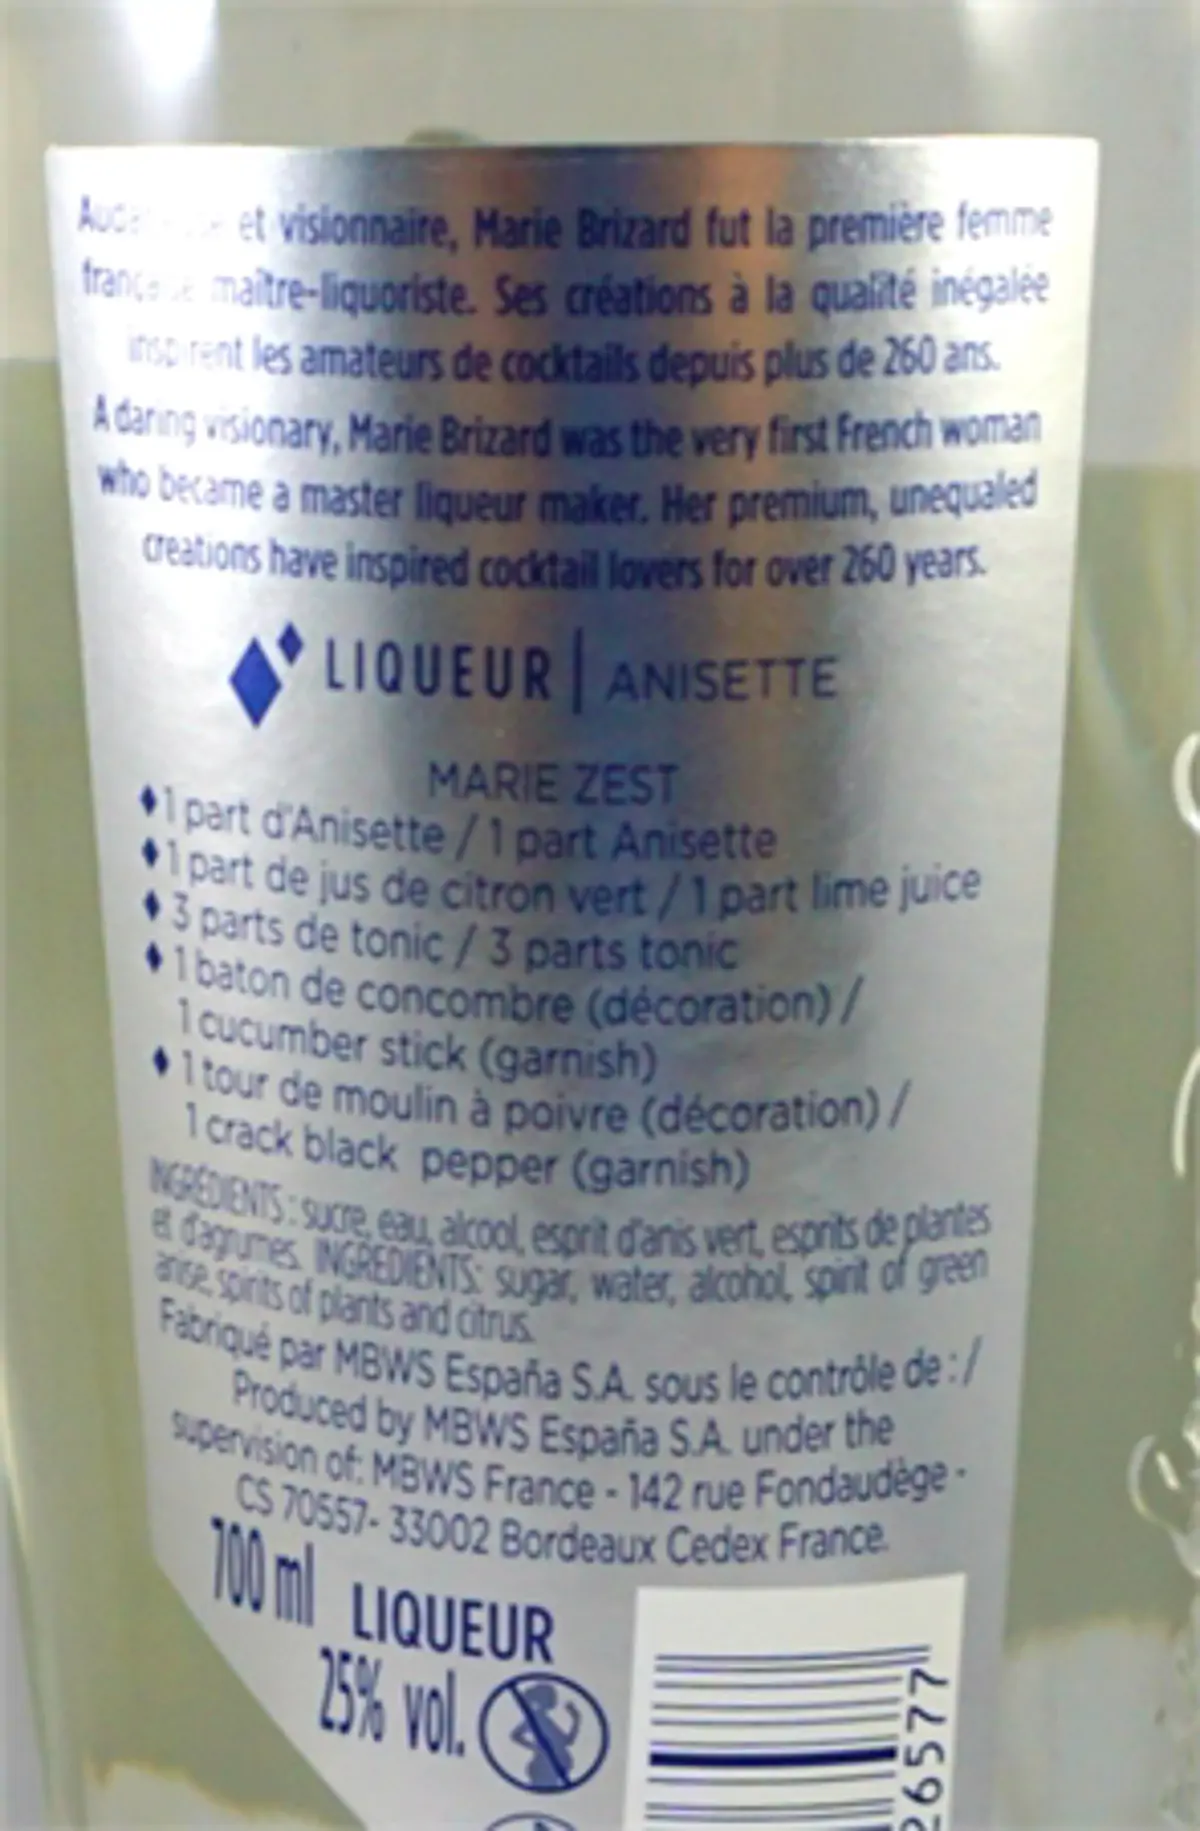 et visionnaire, Marie Brizard fut la première femme
française maître-liquoriste. Ses créations à la qualité inégalée
inspirent les amateurs de cocktails depuis plus de 260 ans.
A daring visionary, Marie Brizard was the very first French woman
who became a master liqueur maker. Her premium, unequaled
creations have inspired cocktail lovers for over 260 years.
LIQUEUR | ANISETTE
MARIE ZEST
1 part d'Anisette / 1 part Anisette
1 part de jus de citron vert / 1 part lime juice
3 parts de tonic / 3 parts tonic
1 baton de concombre (décoration) /
1 cucumber stick (garnish)
1 tour de moulin à poivre (décoration) /
1 crack black pepper (garnish)
INGRÉDIENTS : sucre, eau, alcool, esprit d'anis vert, esprits de plantes
et d'agrumes. INGREDIENTS: sugar, water, alcohol, spirit of green
anise, spirits of plants and citrus.
Fabriqué par MBWS España S.A. sous le contrôle de : /
Produced by MBWS España S.A. under the
supervision of: MBWS France - 142 rue Fondaudège -
CS 70557- 33002 Bordeaux Cedex France.
700 ml LIQUEUR
25% vol.
26577